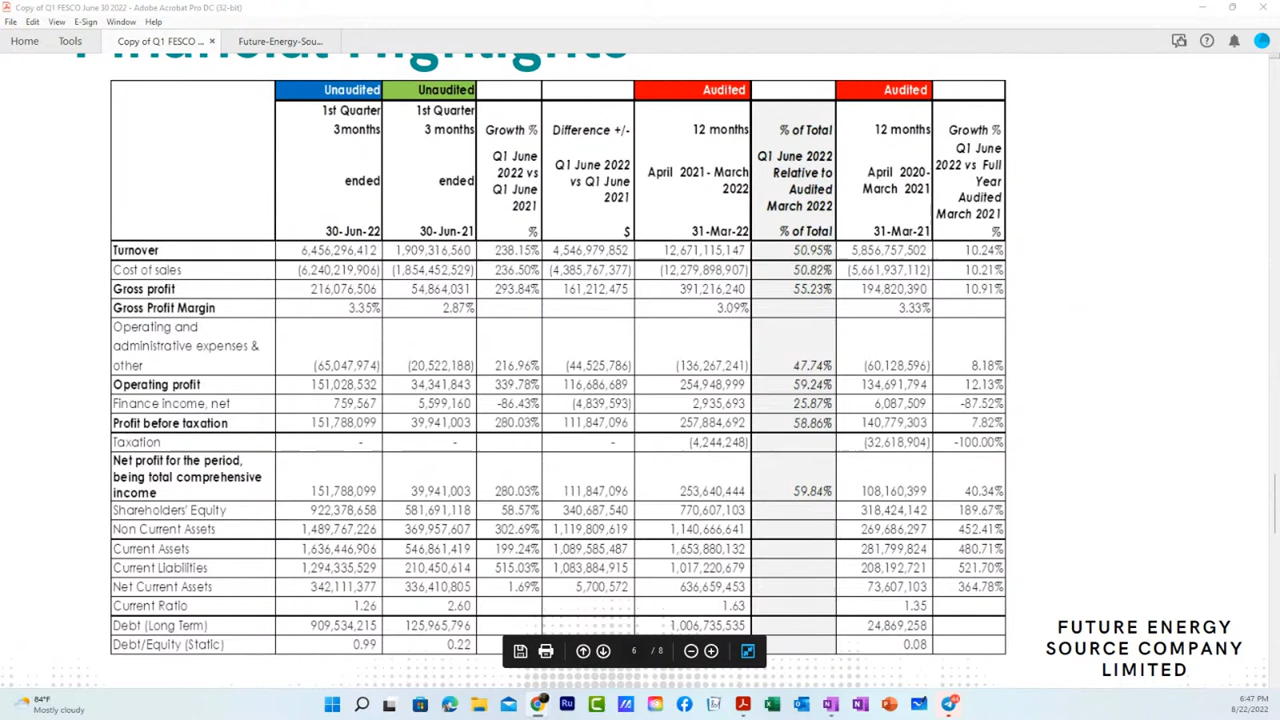 Copy of Q1 FESCO June 30 2022 - Adobe Acrobat Pro DC (32-bit)
File Edit View E-Sign Window Help
Home Tools Copy of Q1 FESCO ... × Future-Energy-Sou...
Financial Highlights
Unaudited Unaudited Audited Audited
1st Quarter 1st Quarter
3months 3 months Growth % Difference +/- 12 months % of Total 12 months Growth %
ended ended Q1 June 2022 vs Q1 June 2021 Q1 June 2022 vs Q1 June 2021 April 2021- March 2022 Q1 June 2022 Relative to Audited March 2022 April 2020- March 2021 Q1 June 2022 vs Full Year Audited March 2021
30-Jun-22 30-Jun-21 % $ 31-Mar-22 % of Total 31-Mar-21 %
Turnover 6,456,296,412 1,909,316,560 238.15% 4,546,979,852 12,671,115,147 50.95% 5,856,757,502 10.24%
Cost of sales (6,240,219,906) (1,854,452,529) 236.50% (4,385,767,377) (12,279,898,907) 50.82% (5,661,937,112) 10.21%
Gross profit 216,076,506 54,864,031 293.84% 161,212,475 391,216,240 55.23% 194,820,390 10.91%
Gross Profit Margin 3.35% 2.87% 3.09% 3.33%
Operating and
administrative expenses &
other (65,047,974) (20,522,188) 216.96% (44,525,786) (136,267,241) 47.74% (60,128,596) 8.18%
Operating profit 151,028,532 34,341,843 339.78% 116,686,689 254,948,999 59.24% 134,691,794 12.13%
Finance income, net 759,567 5,599,160 -86.43% (4,839,593) 2,935,693 25.87% 6,087,509 -87.52%
Profit before taxation 151,788,099 39,941,003 280.03% 111,847,096 257,884,692 58.86% 140,779,303 7.82%
Taxation - - - (4,244,248) (32,618,904) -100.00%
Net profit for the period,
being total comprehensive
income 151,788,099 39,941,003 280.03% 111,847,096 253,640,444 59.84% 108,160,399 40.34%
Shareholders' Equity 922,378,658 581,691,118 58.57% 340,687,540 770,607,103 318,424,142 189.67%
Non Current Assets 1,489,767,226 369,957,607 302.69% 1,119,809,619 1,140,666,641 269,686,297 452.41%
Current Assets 1,636,446,906 546,861,419 199.24% 1,089,585,487 1,653,880,132 281,799,824 480.71%
Current Liabilities 1,294,335,529 210,450,614 515.03% 1,083,884,915 1,017,220,679 208,192,721 521.70%
Net Current Assets 342,111,377 336,410,805 1.69% 5,700,572 636,659,453 73,607,103 364.78%
Current Ratio 1.26 2.60 1.63 1.35
Debt (Long Term) 909,534,215 125,965,796 1,006,735,535 24,869,258
Debt/Equity (Static) 0.99 0.22 0.08
6 / 8
FUTURE ENERGY
SOURCE COMPANY
LIMITED
84°F
Mostly cloudy
Ru
6:47 PM
8/22/2022